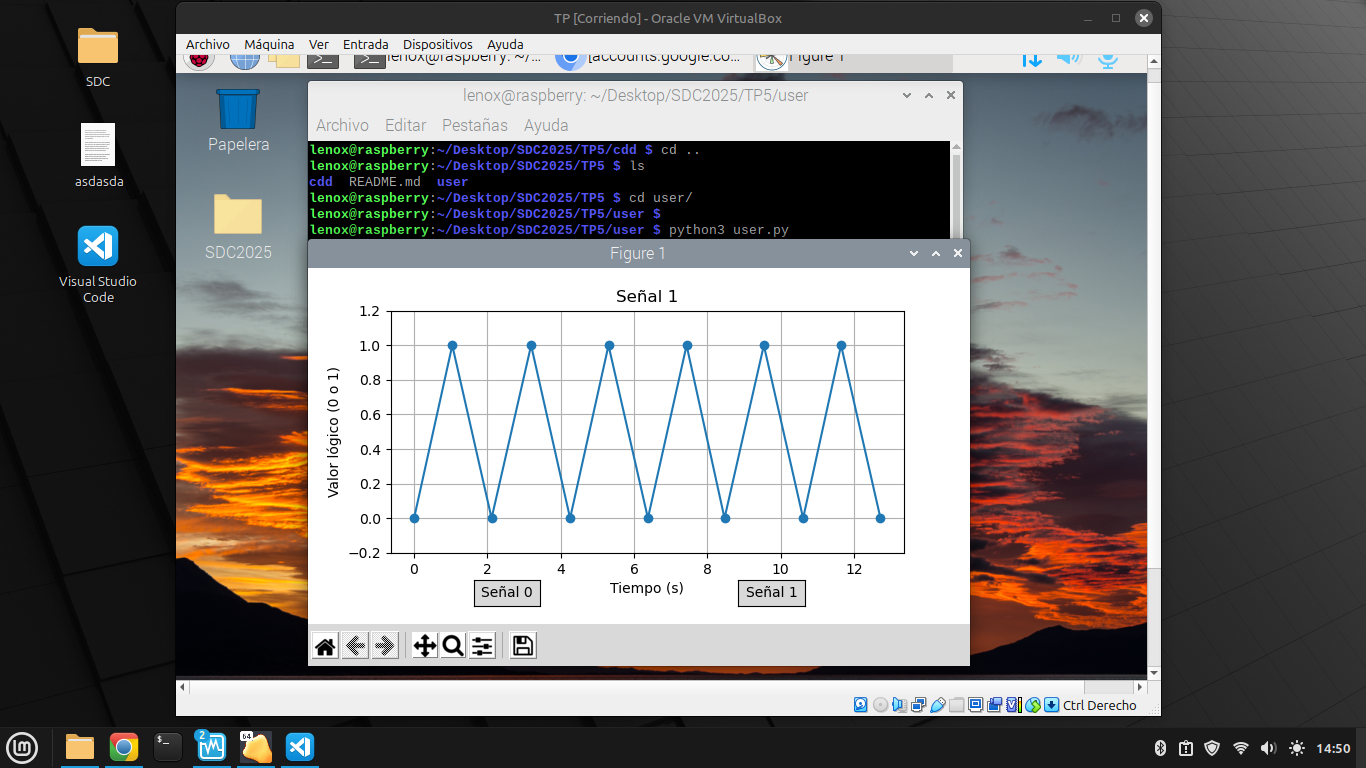 TP [Corriendo] - Oracle VM VirtualBox
Archivo Máquina Ver Entrada Dispositivos Ayuda
lenox@raspberry: ~/... [accounts.google.co... Figure 1
SDC
asdasda
Visual Studio
Code
Papelera
SDC2025
lenox@raspberry: ~/Desktop/SDC2025/TP5/user
Archivo Editar Pestañas Ayuda
lenox@raspberry:~/Desktop/SDC2025/TP5/cdd $ cd ..
lenox@raspberry:~/Desktop/SDC2025/TP5 $ ls
cdd README.md user
lenox@raspberry:~/Desktop/SDC2025/TP5 $ cd user/
lenox@raspberry:~/Desktop/SDC2025/TP5/user $
lenox@raspberry:~/Desktop/SDC2025/TP5/user $ python3 user.py
Figure 1
Señal 1
1.2
1.0
0.8
0.6
0.4
0.2
0.0
−0.2
Valor lógico (0 o 1)
0 2 4 6 8 10 12
Tiempo (s)
Señal 0 Señal 1
Ctrl Derecho
2 64 14:50